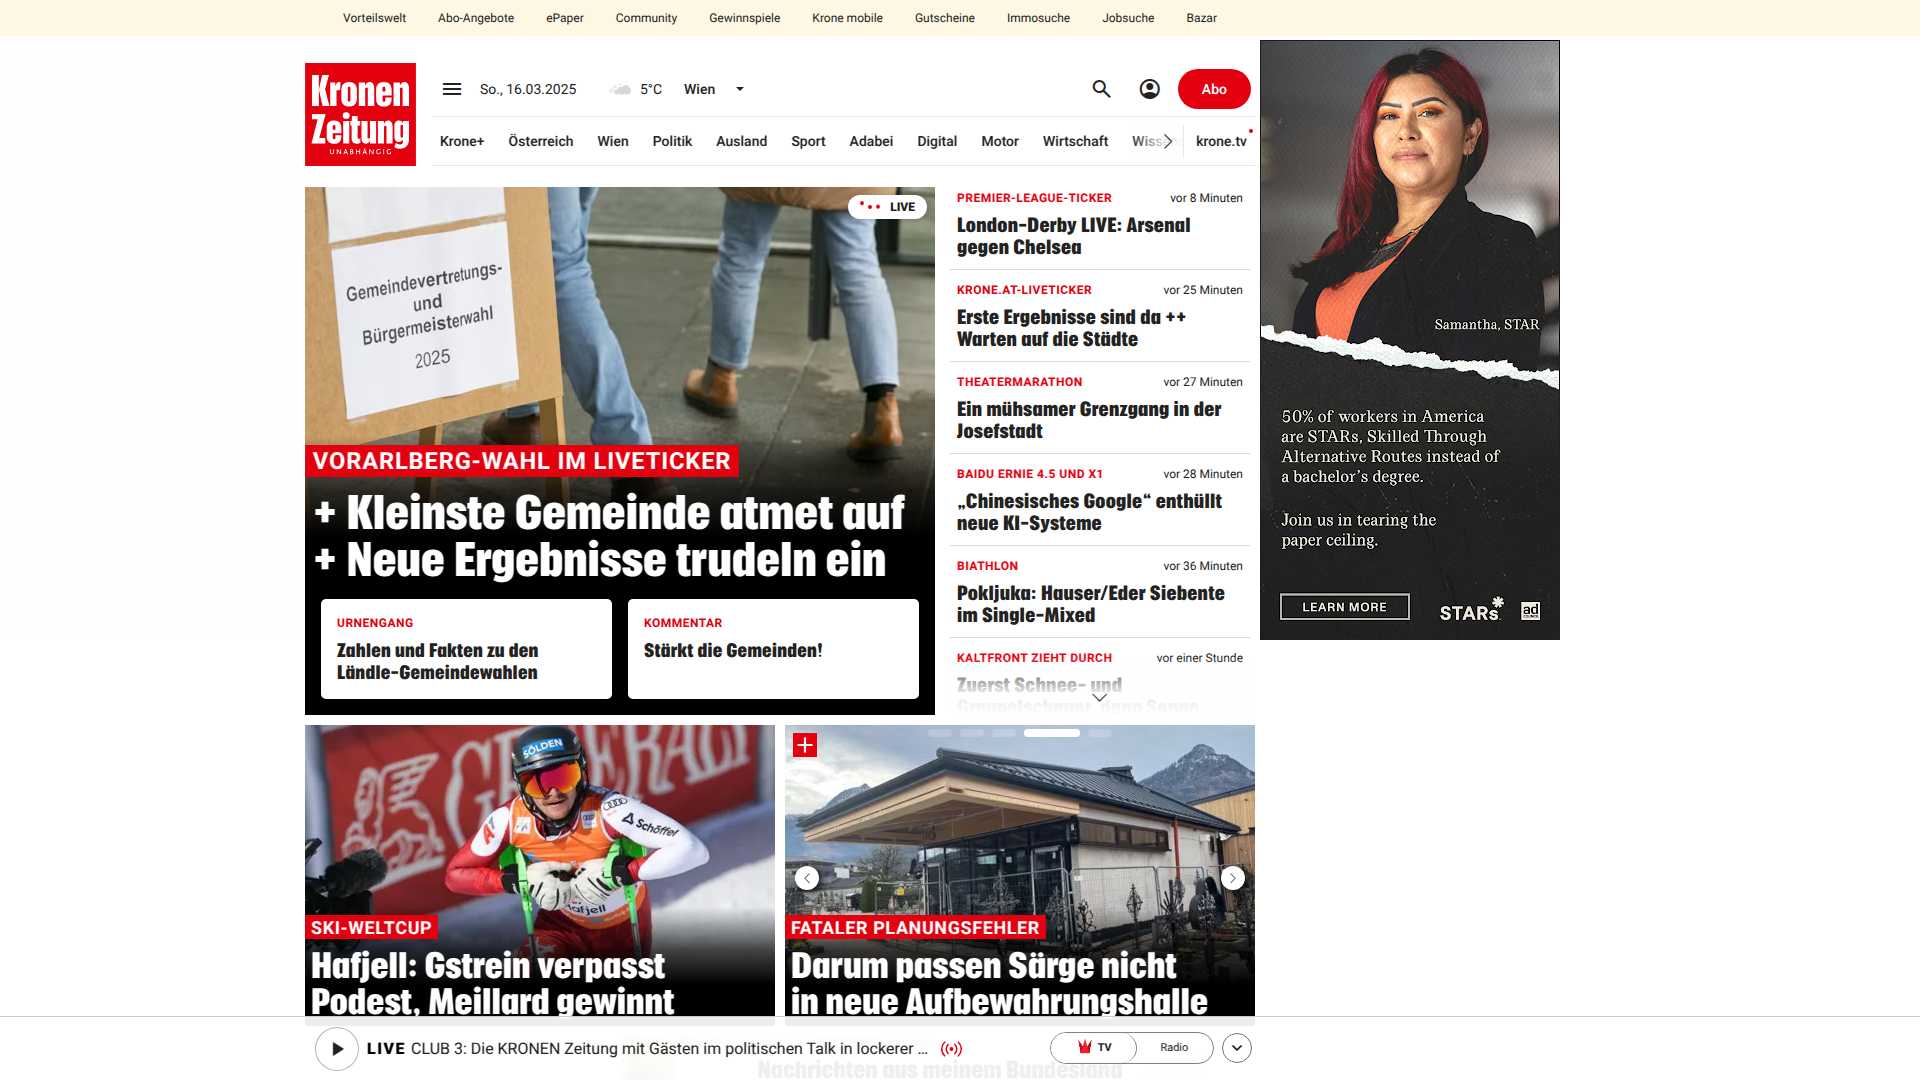 Vorteilswelt Abo-Angebote ePaper Community Gewinnspiele Krone mobile Gutscheine Immosuche Jobsuche Bazar
Kronen
Zeitung
UNABHÄNGIG
So., 16.03.2025 5°C Wien
Abo
Krone+ Österreich Wien Politik Ausland Sport Adabei Digital Motor Wirtschaft krone.tv
Gemeindevertretungs-
und
Bürgermeisterwahl
2025
LIVE
VORARLBERG-WAHL IM LIVETICKER
+ Kleinste Gemeinde atmet auf
+ Neue Ergebnisse trudeln ein
URNENGANG
Zahlen und Fakten zu den
Ländle-Gemeindewahlen
KOMMENTAR
Stärkt die Gemeinden!
PREMIER-LEAGUE-TICKER vor 8 Minuten
London-Derby LIVE: Arsenal
gegen Chelsea
KRONE.AT-LIVETICKER vor 25 Minuten
Erste Ergebnisse sind da ++
Warten auf die Städte
THEATERMARATHON vor 27 Minuten
Ein mühsamer Grenzgang in der
Josefstadt
BAIDU ERNIE 4.5 UND X1 vor 28 Minuten
„Chinesisches Google“ enthüllt
neue KI-Systeme
BIATHLON vor 36 Minuten
Pokljuka: Hauser/Eder Siebente
im Single-Mixed
KALTFRONT ZIEHT DURCH vor einer Stunde
Zuerst Schnee- und
Graupelschauer, dann Sonne
Samantha, STAR
50% of workers in America
are STARs, Skilled Through
Alternative Routes instead of
a bachelor’s degree.
Join us in tearing the
paper ceiling.
LEARN MORE
STARs
ad
COUNCIL
GENERALI
SÖLDEN
Schöffel
Hafjell
SKI-WELTCUP
Hafjell: Gstrein verpasst
Podest, Meillard gewinnt
FATALER PLANUNGSFEHLER
Darum passen Särge nicht
in neue Aufbewahrungshalle
LIVE CLUB 3: Die KRONEN Zeitung mit Gästen im politischen Talk in lockerer ...
TV Radio
Nachrichten aus meinem Bundesland